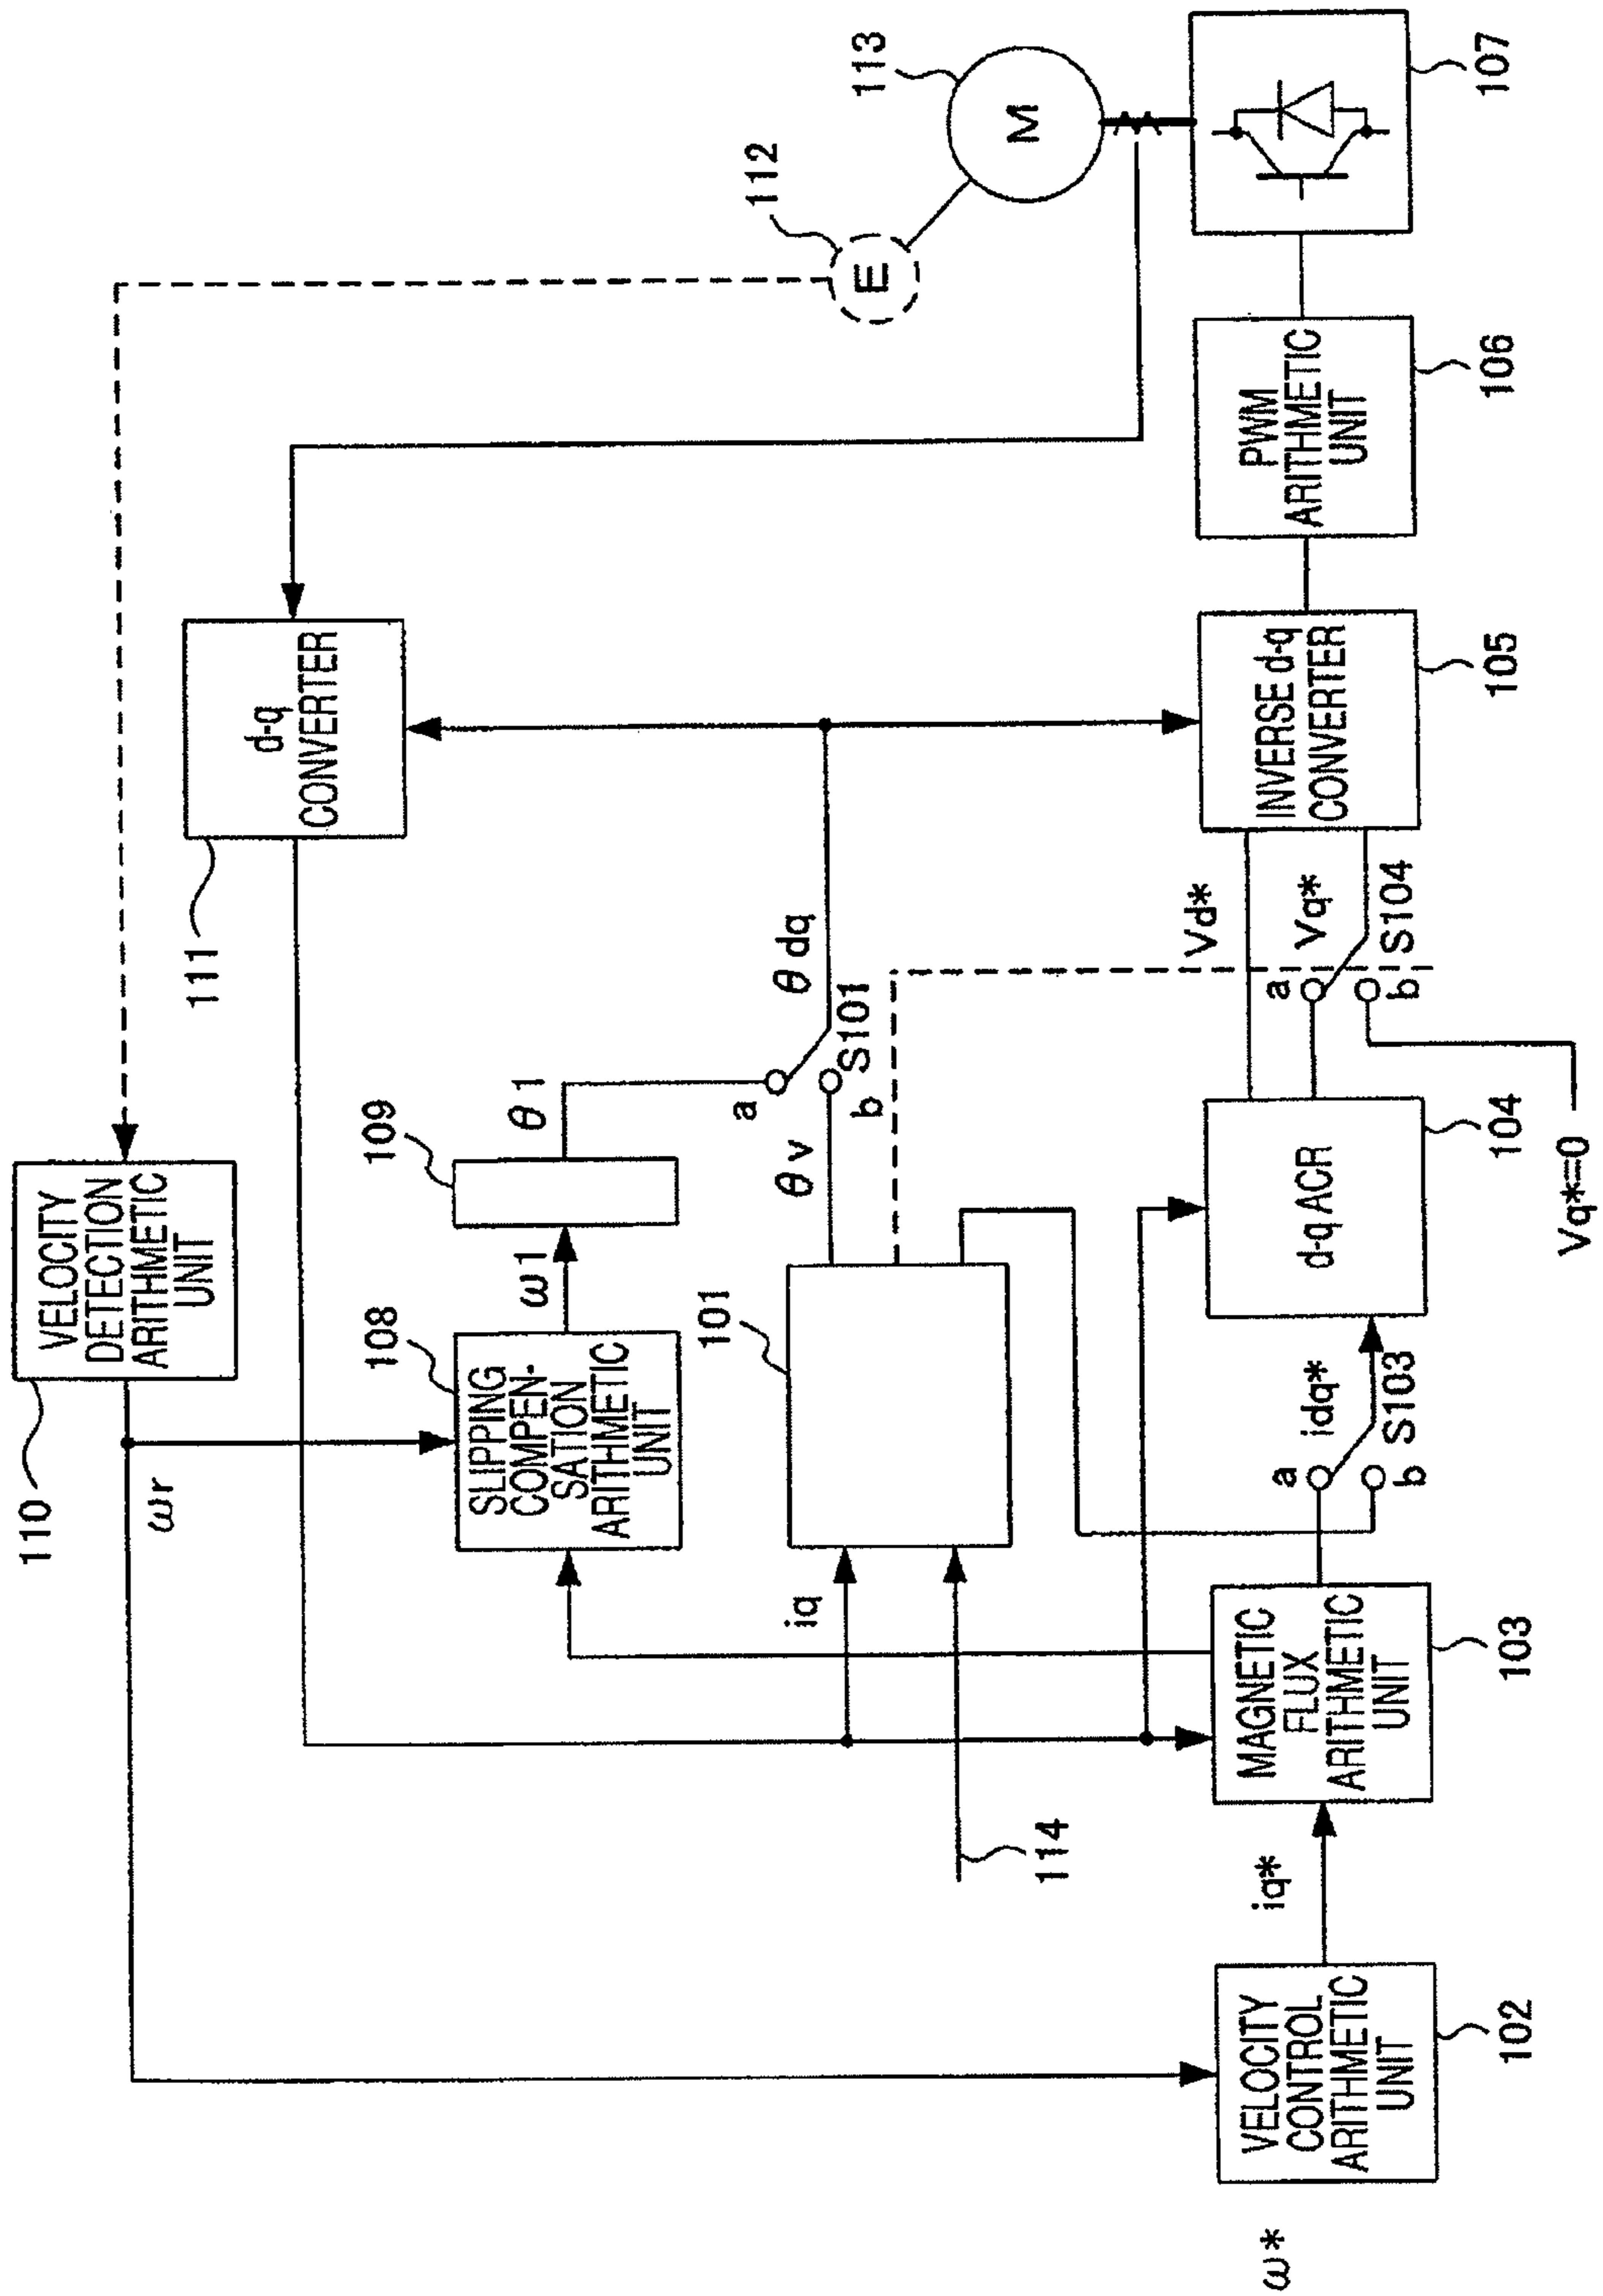 110
VELOCITY
DETECTION
ARITHMETIC
UNIT
ωr
111
d-q
CONVERTER
108
SLIPPING
COMPEN-
SATION
ARITHMETIC
UNIT
ω1
109
θ1
a
θv
b
S101
θdq
iq
101
114
112
E
113
M
ω*
VELOCITY
CONTROL
ARITHMETIC
UNIT
102
iq*
MAGNETIC
FLUX
ARITHMETIC
UNIT
103
a
idq*
b
S103
d-q ACR
104
Vd*
a
Vq*
b
S104
Vq*=0
INVERSE d-q
CONVERTER
105
PWM
ARITHMETIC
UNIT
106
107